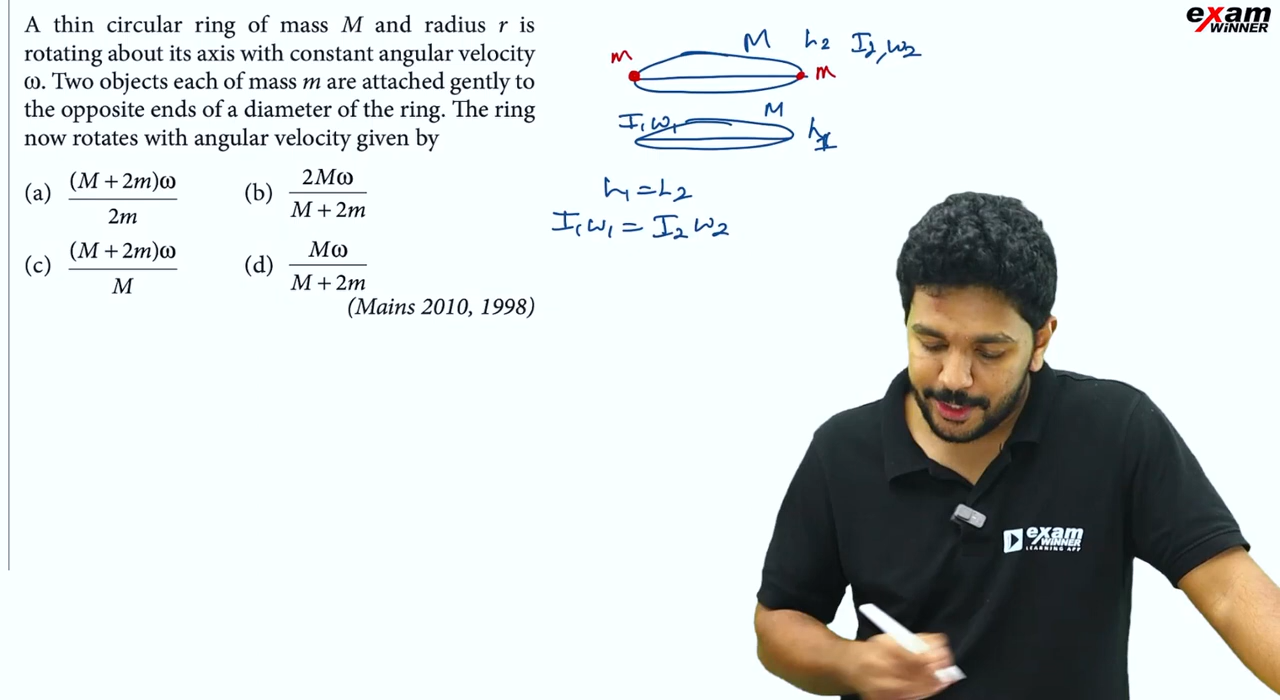 A thin circular ring of mass M and radius r is
rotating about its axis with constant angular velocity
ω. Two objects each of mass m are attached gently to
the opposite ends of a diameter of the ring. The ring
now rotates with angular velocity given by
(a) (M + 2m)ω / 2m
(b) 2Mω / M + 2m
(c) (M + 2m)ω / M
(d) Mω / M + 2m
(Mains 2010, 1998)
m M L2 I2, ω2
m
I1 ω1 M L1
L1 = L2
I1 ω1 = I2 ω2
exam
WiNNER
exam
WiNNER
LEARNING APP